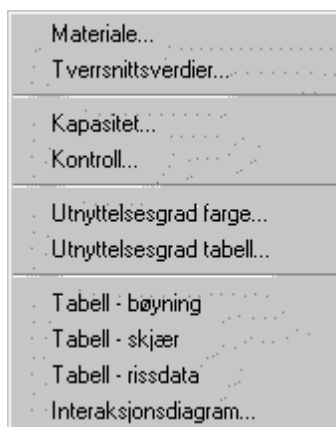 Materiale...
Tverrsnittsverdier...
Kapasitet...
Kontroll...
Utnyttelsesgrad farge...
Utnyttelsesgrad tabell...
Tabell - bøyning
Tabell - skjær
Tabell - rissdata
Interaksjonsdiagram...